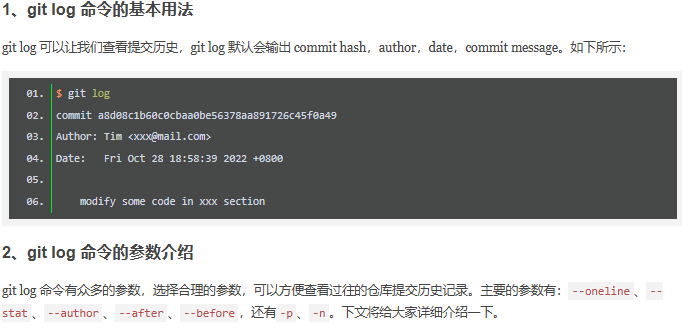 1、git log 命令的基本用法
git log 可以让我们查看提交历史，git log 默认会输出 commit hash，author，date，commit message。如下所示：
01. $ git log
02. commit a8d08c1b60c0cbaa0be56378aa891726c45f0a49
03. Author: Tim <xxx@mail.com>
04. Date:   Fri Oct 28 18:58:39 2022 +0800
05.
06.     modify some code in xxx section
2、git log 命令的参数介绍
git log 命令有众多的参数，选择合理的参数，可以方便查看过往的仓库提交历史记录。主要的参数有：--oneline、--
stat、--author、--after、--before，还有 -p、-n。下文将给大家详细介绍一下。